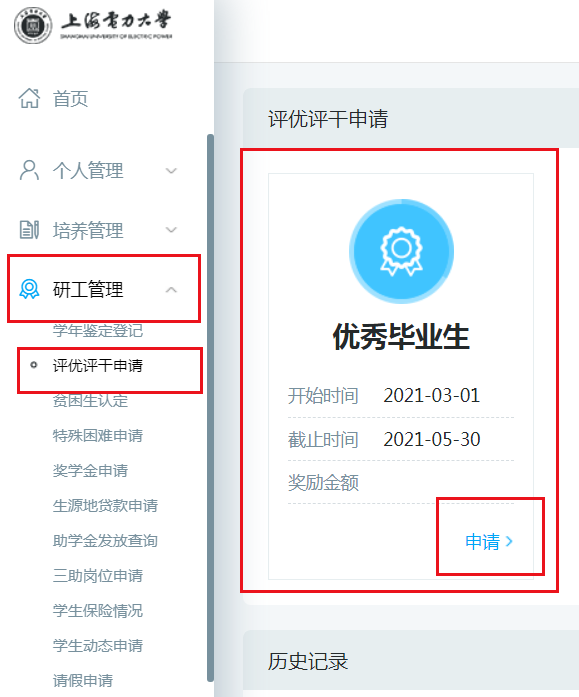 上海电力大学
SHANGHAI UNIVERSITY OF ELECTRIC POWER
首页
个人管理
培养管理
研工管理
学年鉴定登记
评优评干申请
贫困生认定
特殊困难申请
奖学金申请
生源地贷款申请
助学金发放查询
三助岗位申请
学生保险情况
学生动态申请
请假申请
评优评干申请
优秀毕业生
开始时间 2021-03-01
截止时间 2021-05-30
奖励金额
申请 >
历史记录